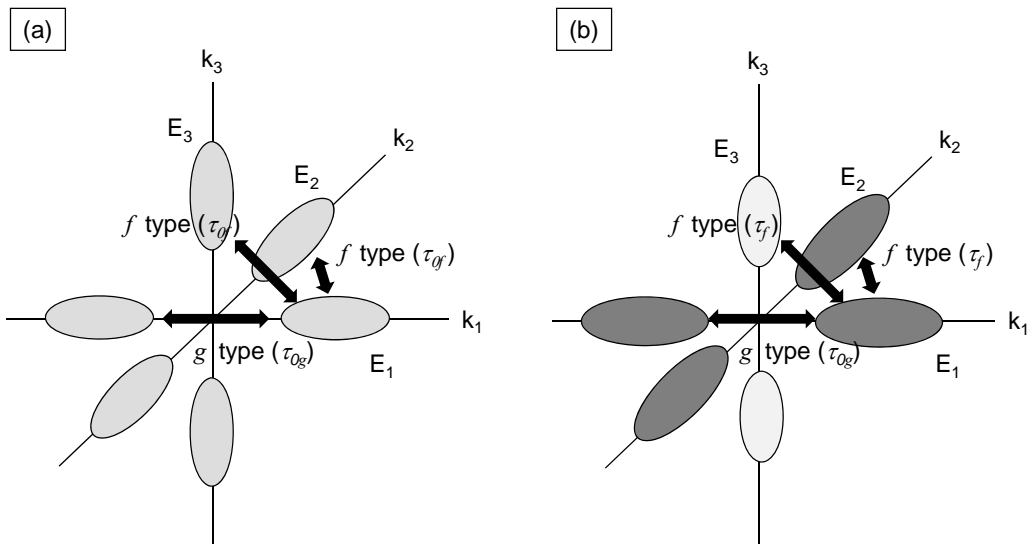 (a)
k3
E3
k2
E2
f type (τ0f)
f type (τ0f)
k1
g type (τ0g)
E1
(b)
k3
E3
k2
E2
f type (τf)
f type (τf)
k1
g type (τ0g)
E1